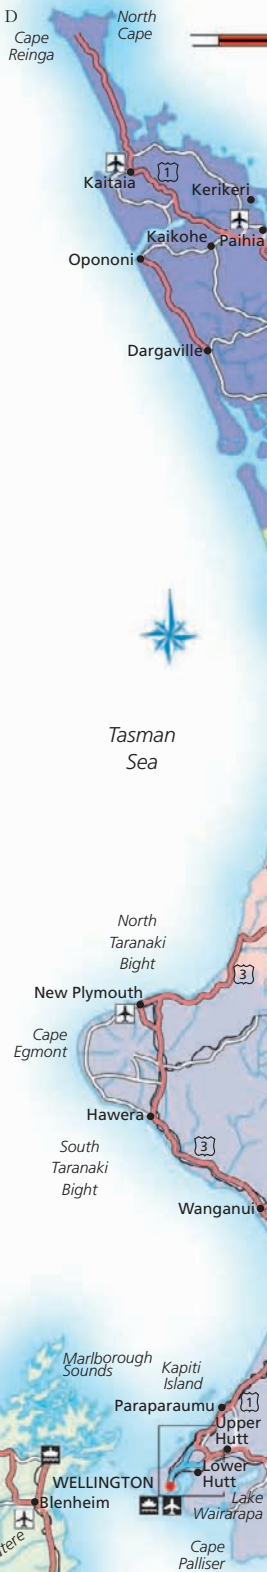 D
North
Cape
Cape
Reinga
1
Kaitaia
Kerikeri
Kaikohe
Paihia
Opononi
Dargaville
Tasman
Sea
North
Taranaki
Bight
3
New Plymouth
Cape
Egmont
Hawera
3
South
Taranaki
Bight
Wanganui
Marlborough
Sounds
Kapiti
Island
1
Paraparaumu
Upper
Hutt
Lower
Hutt
WELLINGTON
Blenheim
Lake
Wairarapa
tere
Cape
Palliser